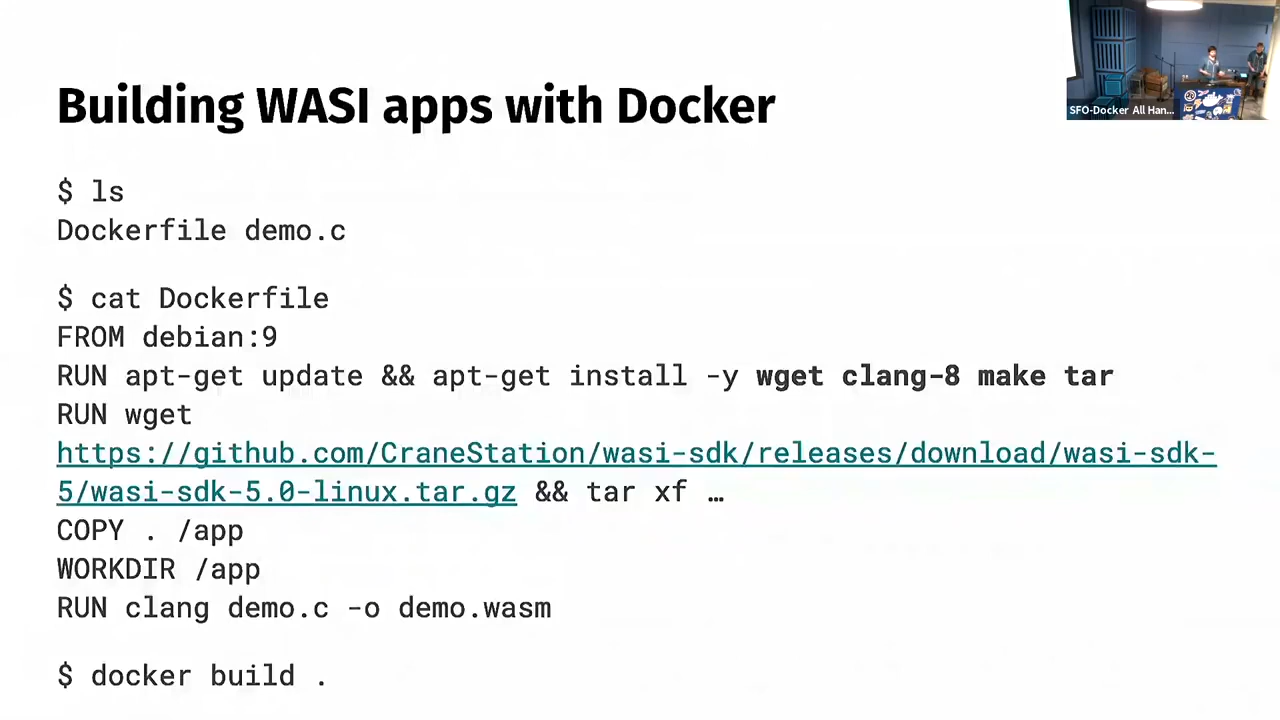 SFO-Docker All Han...
Building WASI apps with Docker
$ ls
Dockerfile demo.c
$ cat Dockerfile
FROM debian:9
RUN apt-get update && apt-get install -y wget clang-8 make tar
RUN wget
https://github.com/CraneStation/wasi-sdk/releases/download/wasi-sdk-
5/wasi-sdk-5.0-linux.tar.gz && tar xf …
COPY . /app
WORKDIR /app
RUN clang demo.c -o demo.wasm
$ docker build .